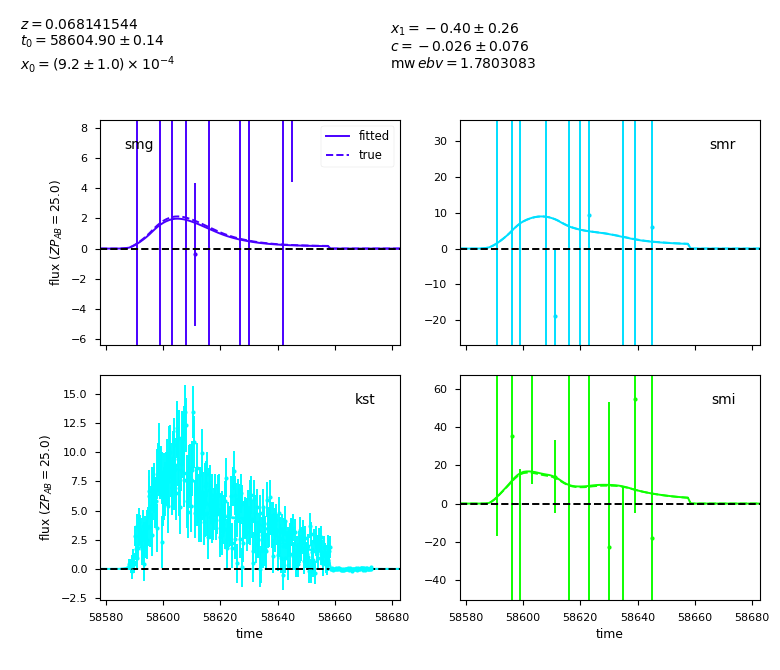 z = 0.068141544
t₀ = 58604.90 ± 0.14
x₀ = (9.2 ± 1.0) × 10⁻⁴
x₁ = − 0.40 ± 0.26
c = − 0.026 ± 0.076
mw ebv = 1.7803083
smg
fitted
true
8
6
4
2
0
−2
−4
−6
flux (ZP_AB = 25.0)
smr
30
20
10
0
−10
−20
kst
15.0
12.5
10.0
7.5
5.0
2.5
0.0
−2.5
flux (ZP_AB = 25.0)
58580 58600 58620 58640 58660 58680
time
smi
60
40
20
0
−20
−40
58580 58600 58620 58640 58660 58680
time